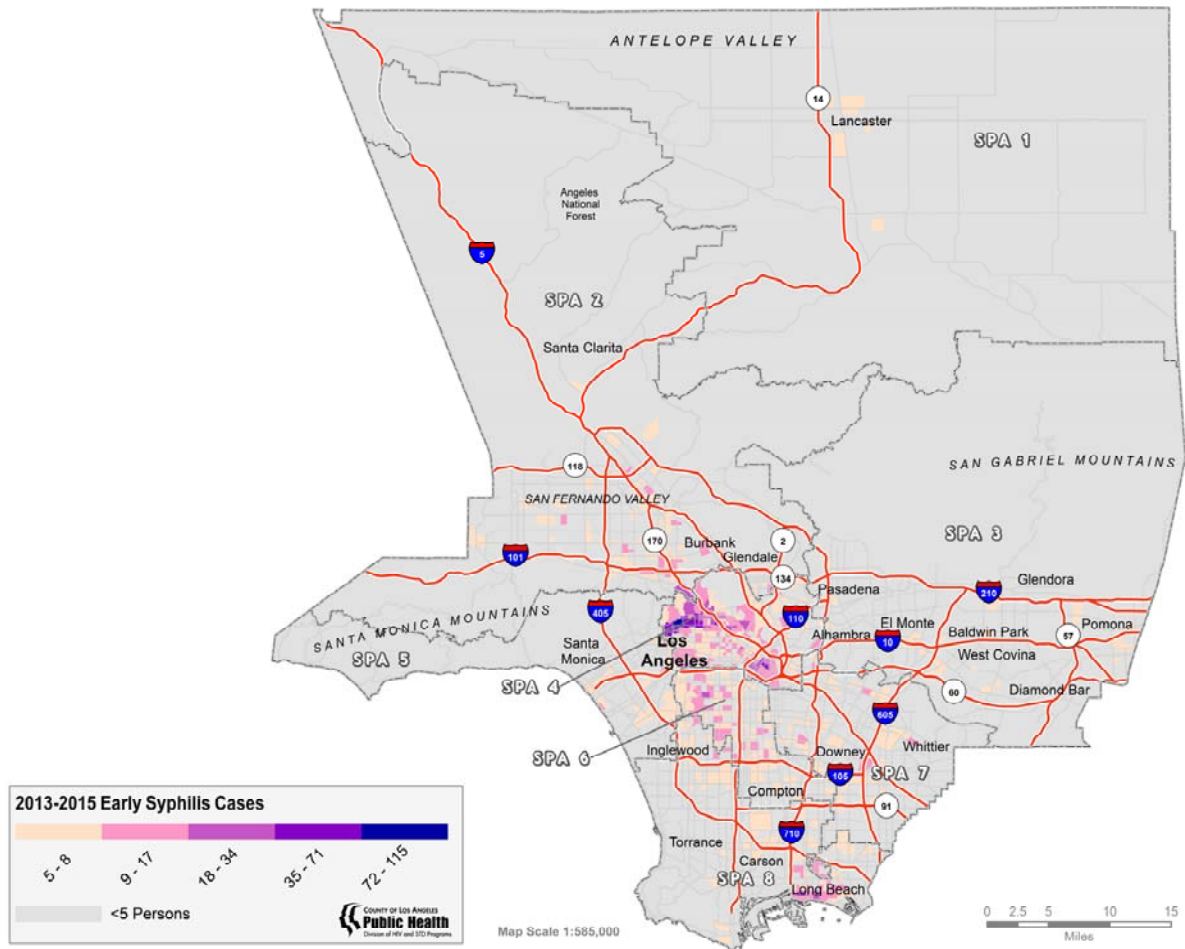 ANTELOPE VALLEY
14
Lancaster
SPA 1
Angeles
National
Forest
5
SPA 2
Santa Clarita
118
SAN GABRIEL MOUNTAINS
SAN FERNANDO VALLEY
SPA 3
170
Burbank
2
Glendale
101
134
Pasadena
Glendora
210
405
SANTA MONICA MOUNTAINS
110
El Monte
Pomona
Alhambra
10
Baldwin Park
57
Santa
Monica
Los
Angeles
West Covina
SPA 5
SPA 4
60
Diamond Bar
605
Inglewood
Downey
Whittier
SPA 6
105
SPA 7
Compton
91
710
Torrance
Carson
SPA 8
Long Beach
2013-2015 Early Syphilis Cases
5 - 8
9 - 17
18 - 34
35 - 71
72 - 115
<5 Persons
COUNTY OF LOS ANGELES
Public Health
Division of HIV and STD Programs
Map Scale 1:585,000
0 2.5 5 10 15
Miles